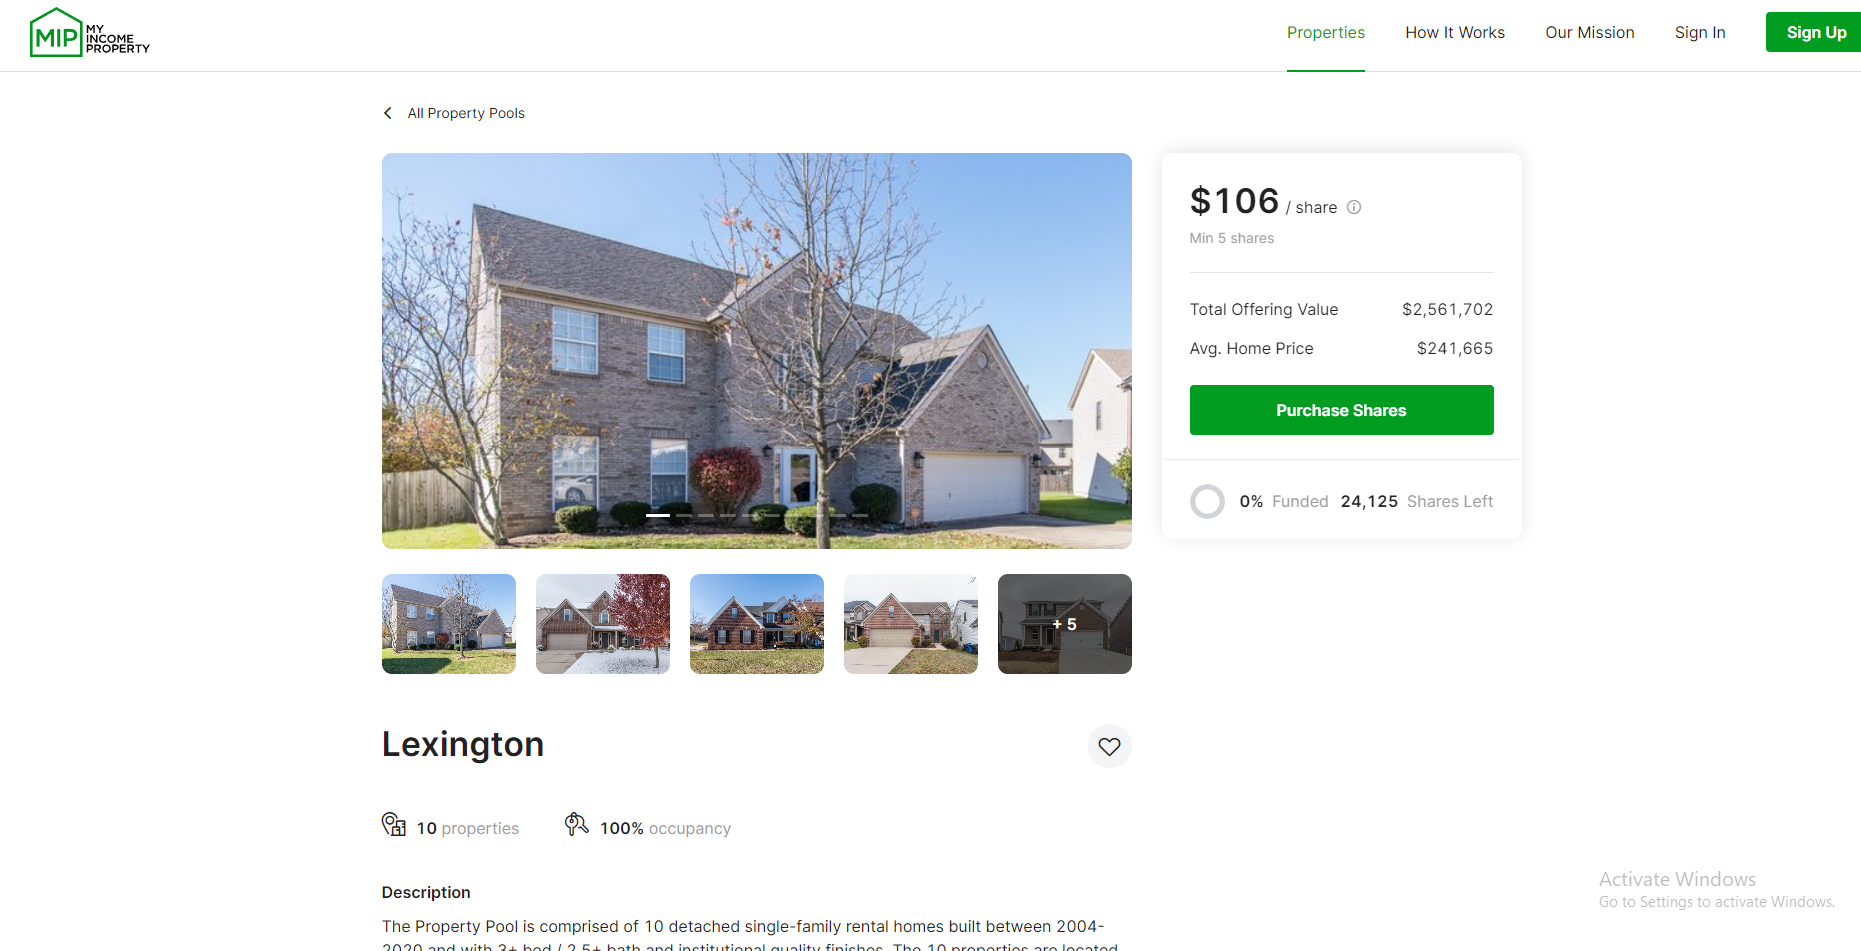 MIP MY
INCOME
PROPERTY
Properties
How It Works
Our Mission
Sign In
Sign Up
All Property Pools
$106 / share
Min 5 shares
Total Offering Value $2,561,702
Avg. Home Price $241,665
Purchase Shares
0% Funded 24,125 Shares Left
+ 5
Lexington
10 properties
100% occupancy
Description
The Property Pool is comprised of 10 detached single-family rental homes built between 2004-
2020 and with 3+ bed / 2.5+ bath and institutional quality finishes. The 10 properties are located
Activate Windows
Go to Settings to activate Windows.